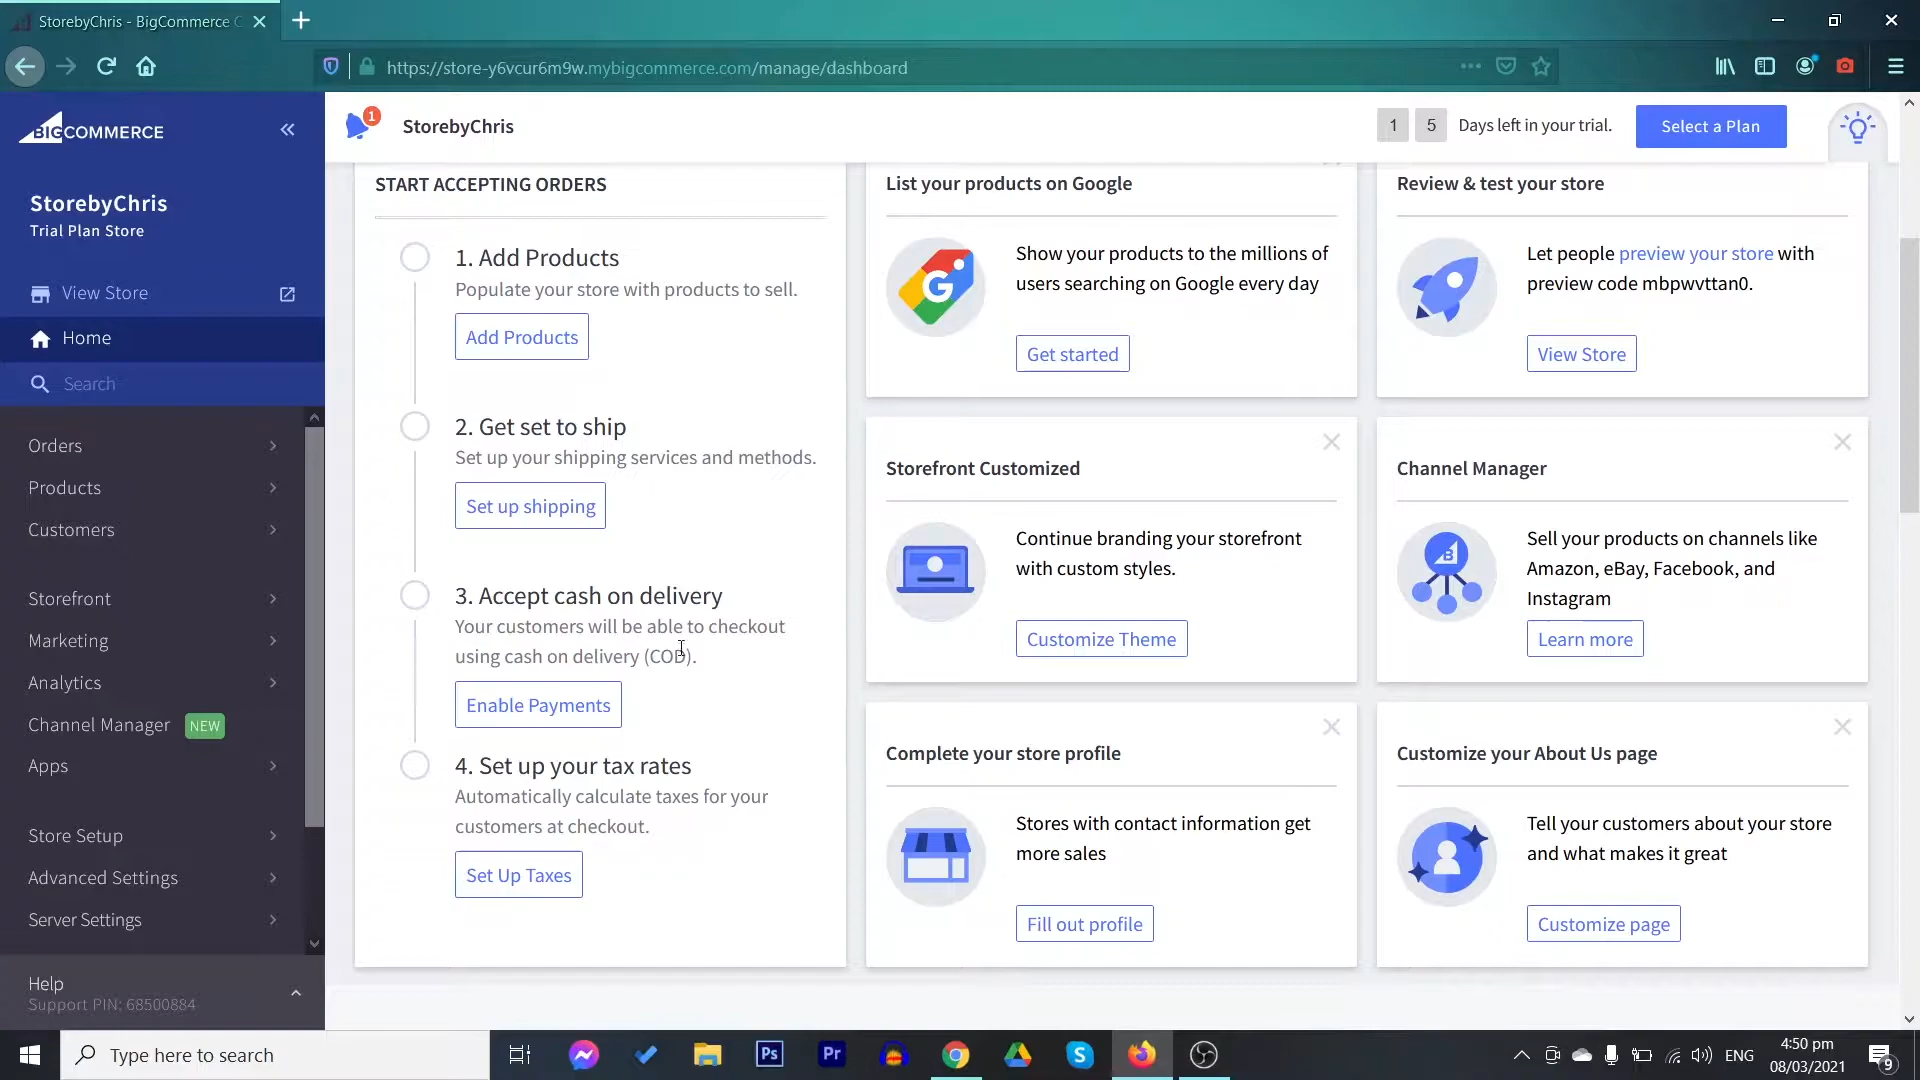 StorebyChris - BigCommerce C
https://store-y6vcur6m9w.mybigcommerce.com/manage/dashboard
BIGCOMMERCE
StorebyChris
Trial Plan Store
View Store
Home
Search
Orders
Products
Customers
Storefront
Marketing
Analytics
Channel Manager NEW
Apps
Store Setup
Advanced Settings
Server Settings
Help
Support PIN: 68500884
1
StorebyChris
1 5 Days left in your trial.
Select a Plan
START ACCEPTING ORDERS
1. Add Products
Populate your store with products to sell.
Add Products
2. Get set to ship
Set up your shipping services and methods.
Set up shipping
3. Accept cash on delivery
Your customers will be able to checkout
using cash on delivery (COD).
Enable Payments
4. Set up your tax rates
Automatically calculate taxes for your
customers at checkout.
Set Up Taxes
List your products on Google
G
Show your products to the millions of
users searching on Google every day
Get started
Review & test your store
Let people preview your store with
preview code mbpwvttan0.
View Store
Storefront Customized
Continue branding your storefront
with custom styles.
Customize Theme
Channel Manager
B
Sell your products on channels like
Amazon, eBay, Facebook, and
Instagram
Learn more
Complete your store profile
Stores with contact information get
more sales
Fill out profile
Customize your About Us page
Tell your customers about your store
and what makes it great
Customize page
Type here to search
Ps
Pr
S
ENG
4:50 pm
08/03/2021
9